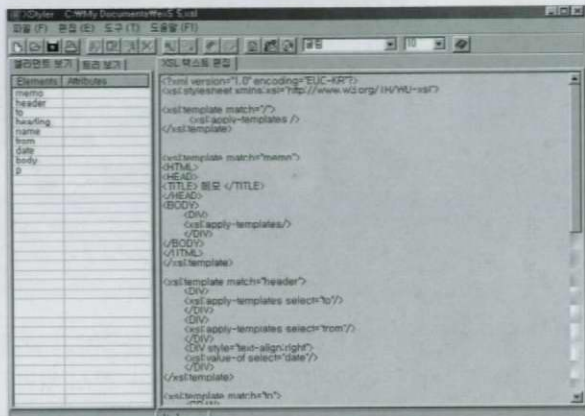 XStyler C:\My Documents\
파일 (F) 편집 (E) 도구 (T) 도움말 (F1)
굴림 10
엘리먼트 보기 트리 보기
XSL 텍스트 편집
Elements Attributes
memo
header
to
heading
name
from
date
body
p
<?xml version="1.0" encoding="EUC-KR"?>
<xsl:stylesheet xmlns:xsl="http://www.w3.org/TR/WD-xsl">
<xsl:template match="/">
<xsl:apply-templates />
</xsl:template>
<xsl:template match="memo">
<HTML>
<HEAD>
<TITLE> 메모 </TITLE>
</HEAD>
<BODY>
<DIV>
<xsl:apply-templates/>
</DIV>
</BODY>
</HTML>
</xsl:template>
<xsl:template match="header">
<DIV>
<xsl:apply-templates select="to"/>
</DIV>
<DIV>
<xsl:apply-templates select="from"/>
</DIV>
<DIV style="text-align:right">
<xsl:value-of select="date"/>
</DIV>
</xsl:template>
<xsl:template match="to">